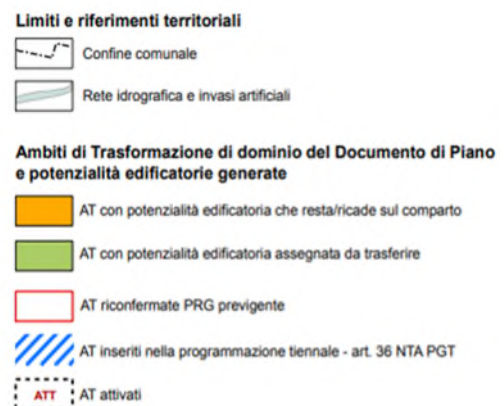 Limiti e riferimenti territoriali
Confine comunale
Rete idrografica e invasi artificiali
Ambiti di Trasformazione di dominio del Documento di Piano
e potenzialità edificatorie generate
AT con potenzialità edificatoria che resta/ricade sul comparto
AT con potenzialità edificatoria assegnata da trasferire
AT riconfermate PRG previgente
AT inseriti nella programmazione tiennale - art. 36 NTA PGT
ATT AT attivati